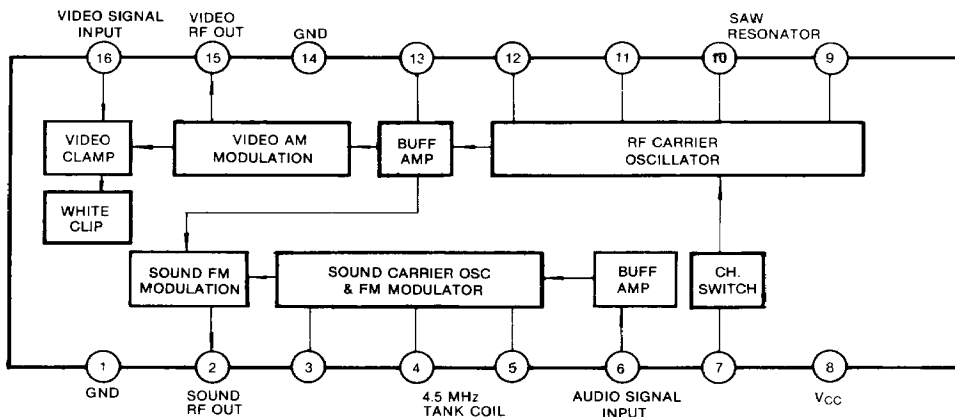 VIDEO SIGNAL
INPUT
VIDEO
RF OUT
GND
SAW
RESONATOR
16
15
14
13
12
11
10
9
VIDEO
CLAMP
VIDEO AM
MODULATION
BUFF
AMP
RF CARRIER
OSCILLATOR
WHITE
CLIP
SOUND FM
MODULATION
SOUND CARRIER OSC
& FM MODULATOR
BUFF
AMP
CH.
SWITCH
1
2
3
4
5
6
7
8
GND
SOUND
RF OUT
4.5 MHz
TANK COIL
AUDIO SIGNAL
INPUT
VCC